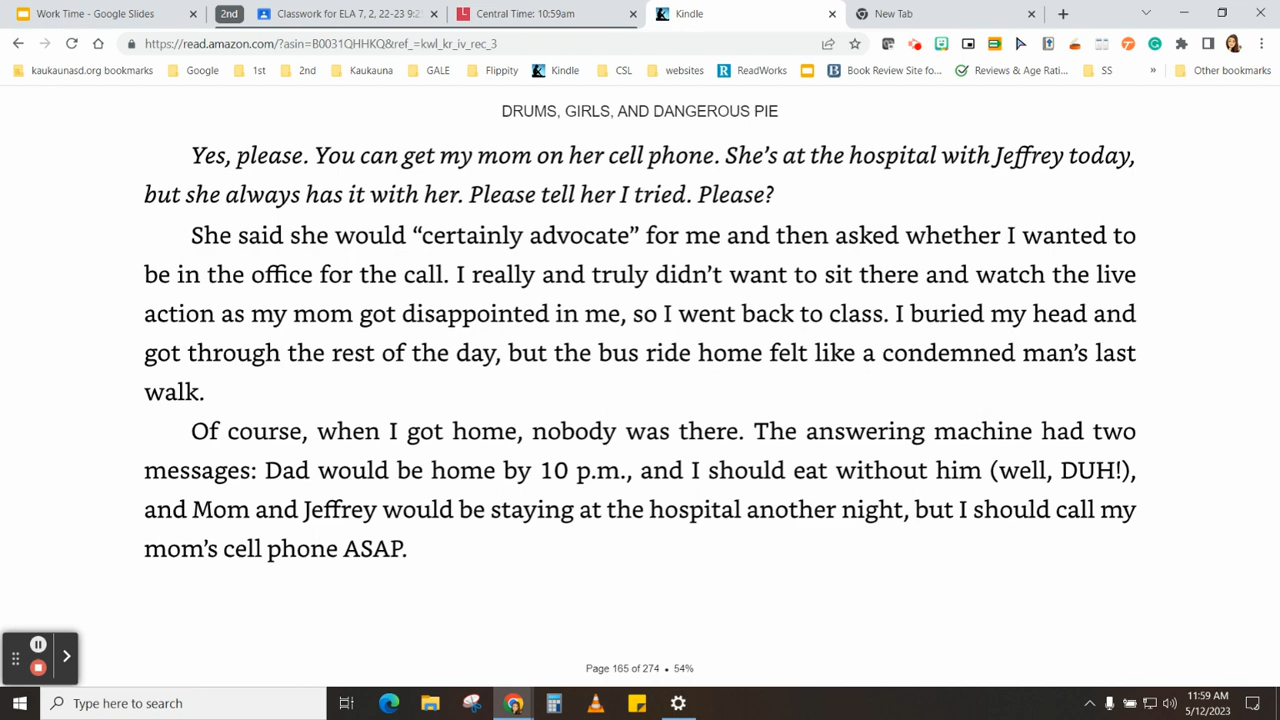 Work Time - Google Slides
2nd
Classwork for ELA 7, 2, 22-23 9:2
Central Time: 10:59am
Kindle
New Tab
https://read.amazon.com/?asin=B0031QHHKQ&ref_=kwl_kr_iv_rec_3
kaukaunasd.org bookmarks
Google
1st
2nd
Kaukauna
GALE
Flippity
Kindle
CSL
websites
ReadWorks
Book Review Site fo...
Reviews & Age Rati...
SS
Other bookmarks
DRUMS, GIRLS, AND DANGEROUS PIE
Yes, please. You can get my mom on her cell phone. She's at the hospital with Jeffrey today,
but she always has it with her. Please tell her I tried. Please?
She said she would “certainly advocate” for me and then asked whether I wanted to
be in the office for the call. I really and truly didn't want to sit there and watch the live
action as my mom got disappointed in me, so I went back to class. I buried my head and
got through the rest of the day, but the bus ride home felt like a condemned man's last
walk.
Of course, when I got home, nobody was there. The answering machine had two
messages: Dad would be home by 10 p.m., and I should eat without him (well, DUH!),
and Mom and Jeffrey would be staying at the hospital another night, but I should call my
mom's cell phone ASAP.
Page 165 of 274 • 54%
Type here to search
11:59 AM
5/12/2023